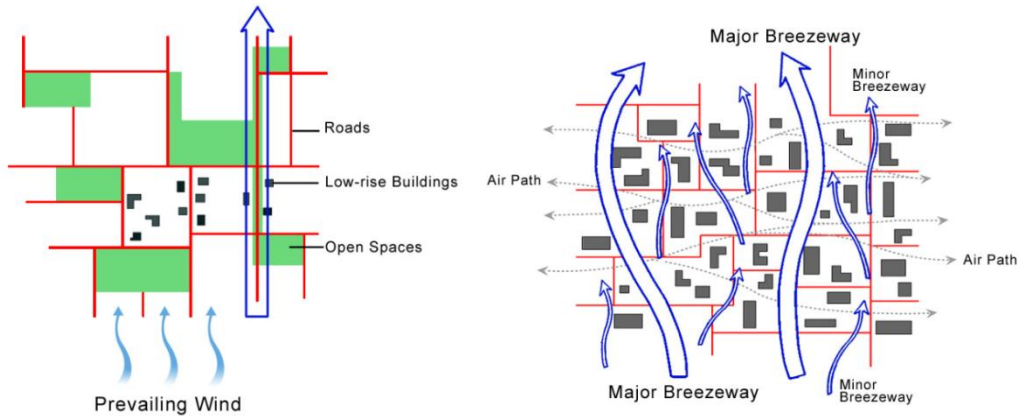 Roads
Low-rise Buildings
Open Spaces
Prevailing Wind
Major Breezeway
Minor
Breezeway
Air Path
Air Path
Major Breezeway
Minor
Breezeway